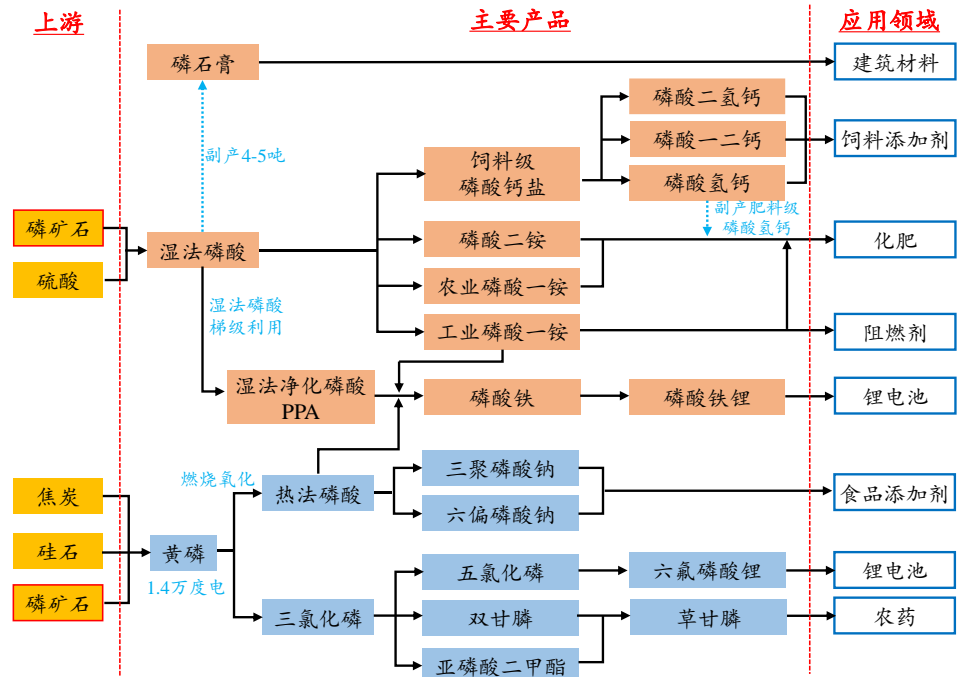 上游
主要产品
应用领域
磷石膏
建筑材料
副产4-5吨
磷酸二氢钙
磷酸一二钙
磷酸氢钙
饲料级
磷酸钙盐
饲料添加剂
副产肥料级
磷酸氢钙
磷矿石
硫酸
湿法磷酸
磷酸二铵
化肥
农业磷酸一铵
湿法磷酸
梯级利用
工业磷酸一铵
阻燃剂
湿法净化磷酸
PPA
磷酸铁
磷酸铁锂
锂电池
燃烧氧化
三聚磷酸钠
焦炭
热法磷酸
食品添加剂
六偏磷酸钠
硅石
黄磷
1.4万度电
五氯化磷
六氟磷酸锂
锂电池
磷矿石
三氯化磷
双甘膦
草甘膦
农药
亚磷酸二甲酯